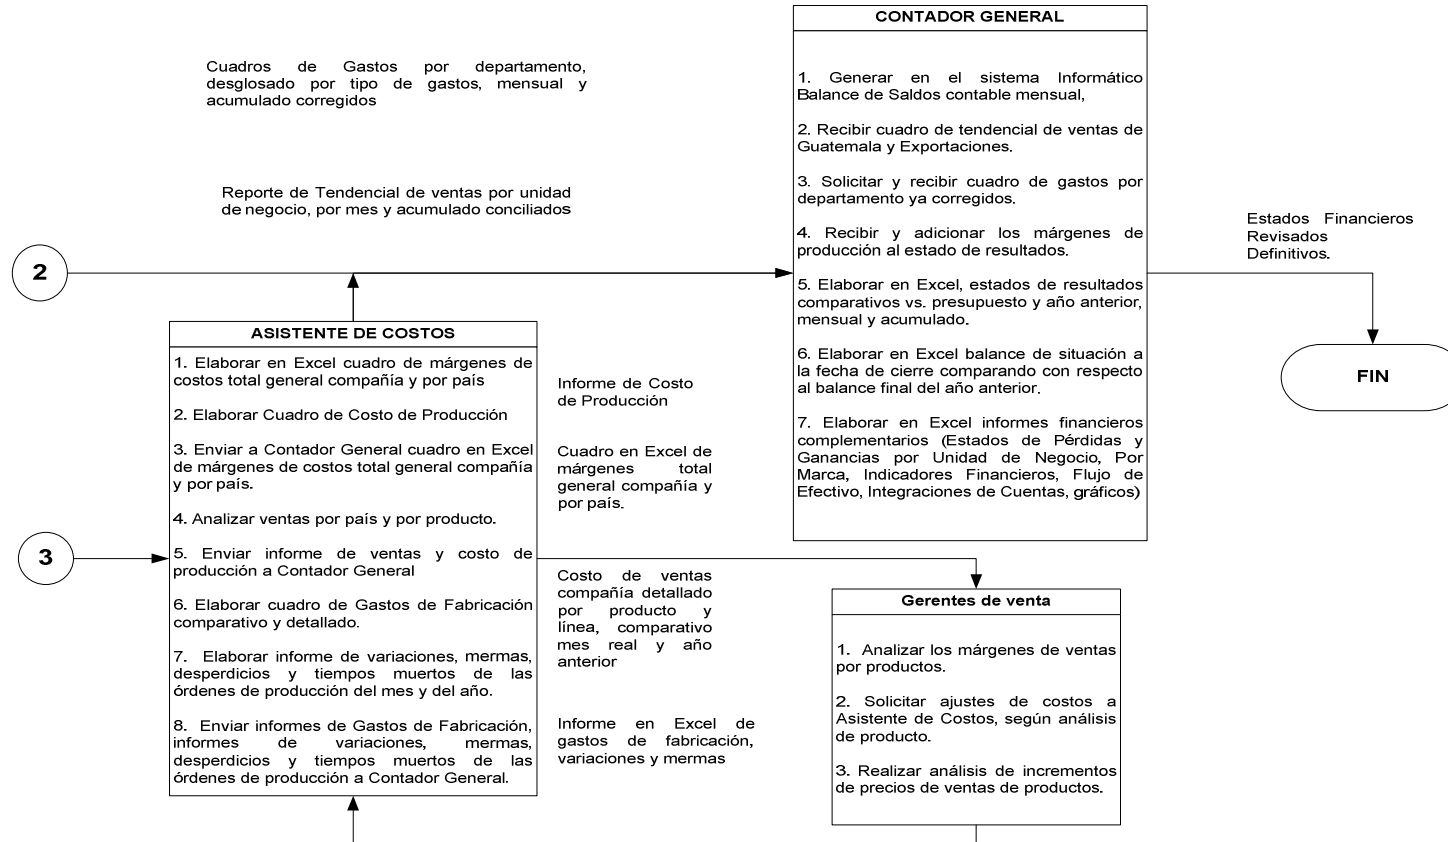 CONTADOR GENERAL
Cuadros de Gastos por departamento,
desglosado por tipo de gastos, mensual y
acumulado corregidos
1. Generar en el sistema Informático
Balance de Saldos contable mensual,
2. Recibir cuadro de tendencial de ventas de
Guatemala y Exportaciones.
3. Solicitar y recibir cuadro de gastos por
departamento ya corregidos.
4. Recibir y adicionar los márgenes de
producción al estado de resultados.
5. Elaborar en Excel, estados de resultados
comparativos vs. presupuesto y año anterior,
mensual y acumulado.
6. Elaborar en Excel balance de situación a
la fecha de cierre comparando con respecto
al balance final del año anterior.
7. Elaborar en Excel informes financieros
complementarios (Estados de Pérdidas y
Ganancias por Unidad de Negocio, Por
Marca, Indicadores Financieros, Flujo de
Efectivo, Integraciones de Cuentas, gráficos)
Reporte de Tendencial de ventas por unidad
de negocio, por mes y acumulado conciliados
2
Estados Financieros
Revisados
Definitivos.
FIN
ASISTENTE DE COSTOS
1. Elaborar en Excel cuadro de márgenes de
costos total general compañía y por país
2. Elaborar Cuadro de Costo de Producción
3. Enviar a Contador General cuadro en Excel
de márgenes de costos total general compañía
y por país.
4. Analizar ventas por país y por producto.
5. Enviar informe de ventas y costo de
producción a Contador General
6. Elaborar cuadro de Gastos de Fabricación
comparativo y detallado.
7. Elaborar informe de variaciones, mermas,
desperdicios y tiempos muertos de las
órdenes de producción del mes y del año.
8. Enviar informes de Gastos de Fabricación,
informes de variaciones, mermas,
desperdicios y tiempos muertos de las
órdenes de producción a Contador General.
3
Informe de Costo
de Producción
Cuadro en Excel de
márgenes total
general compañía y
por país.
Costo de ventas
compañía detallado
por producto y
línea, comparativo
mes real y año
anterior
Informe en Excel de
gastos de fabricación,
variaciones y mermas
Gerentes de venta
1. Analizar los márgenes de ventas
por productos.
2. Solicitar ajustes de costos a
Asistente de Costos, según análisis
de producto.
3. Realizar análisis de incrementos
de precios de ventas de productos.